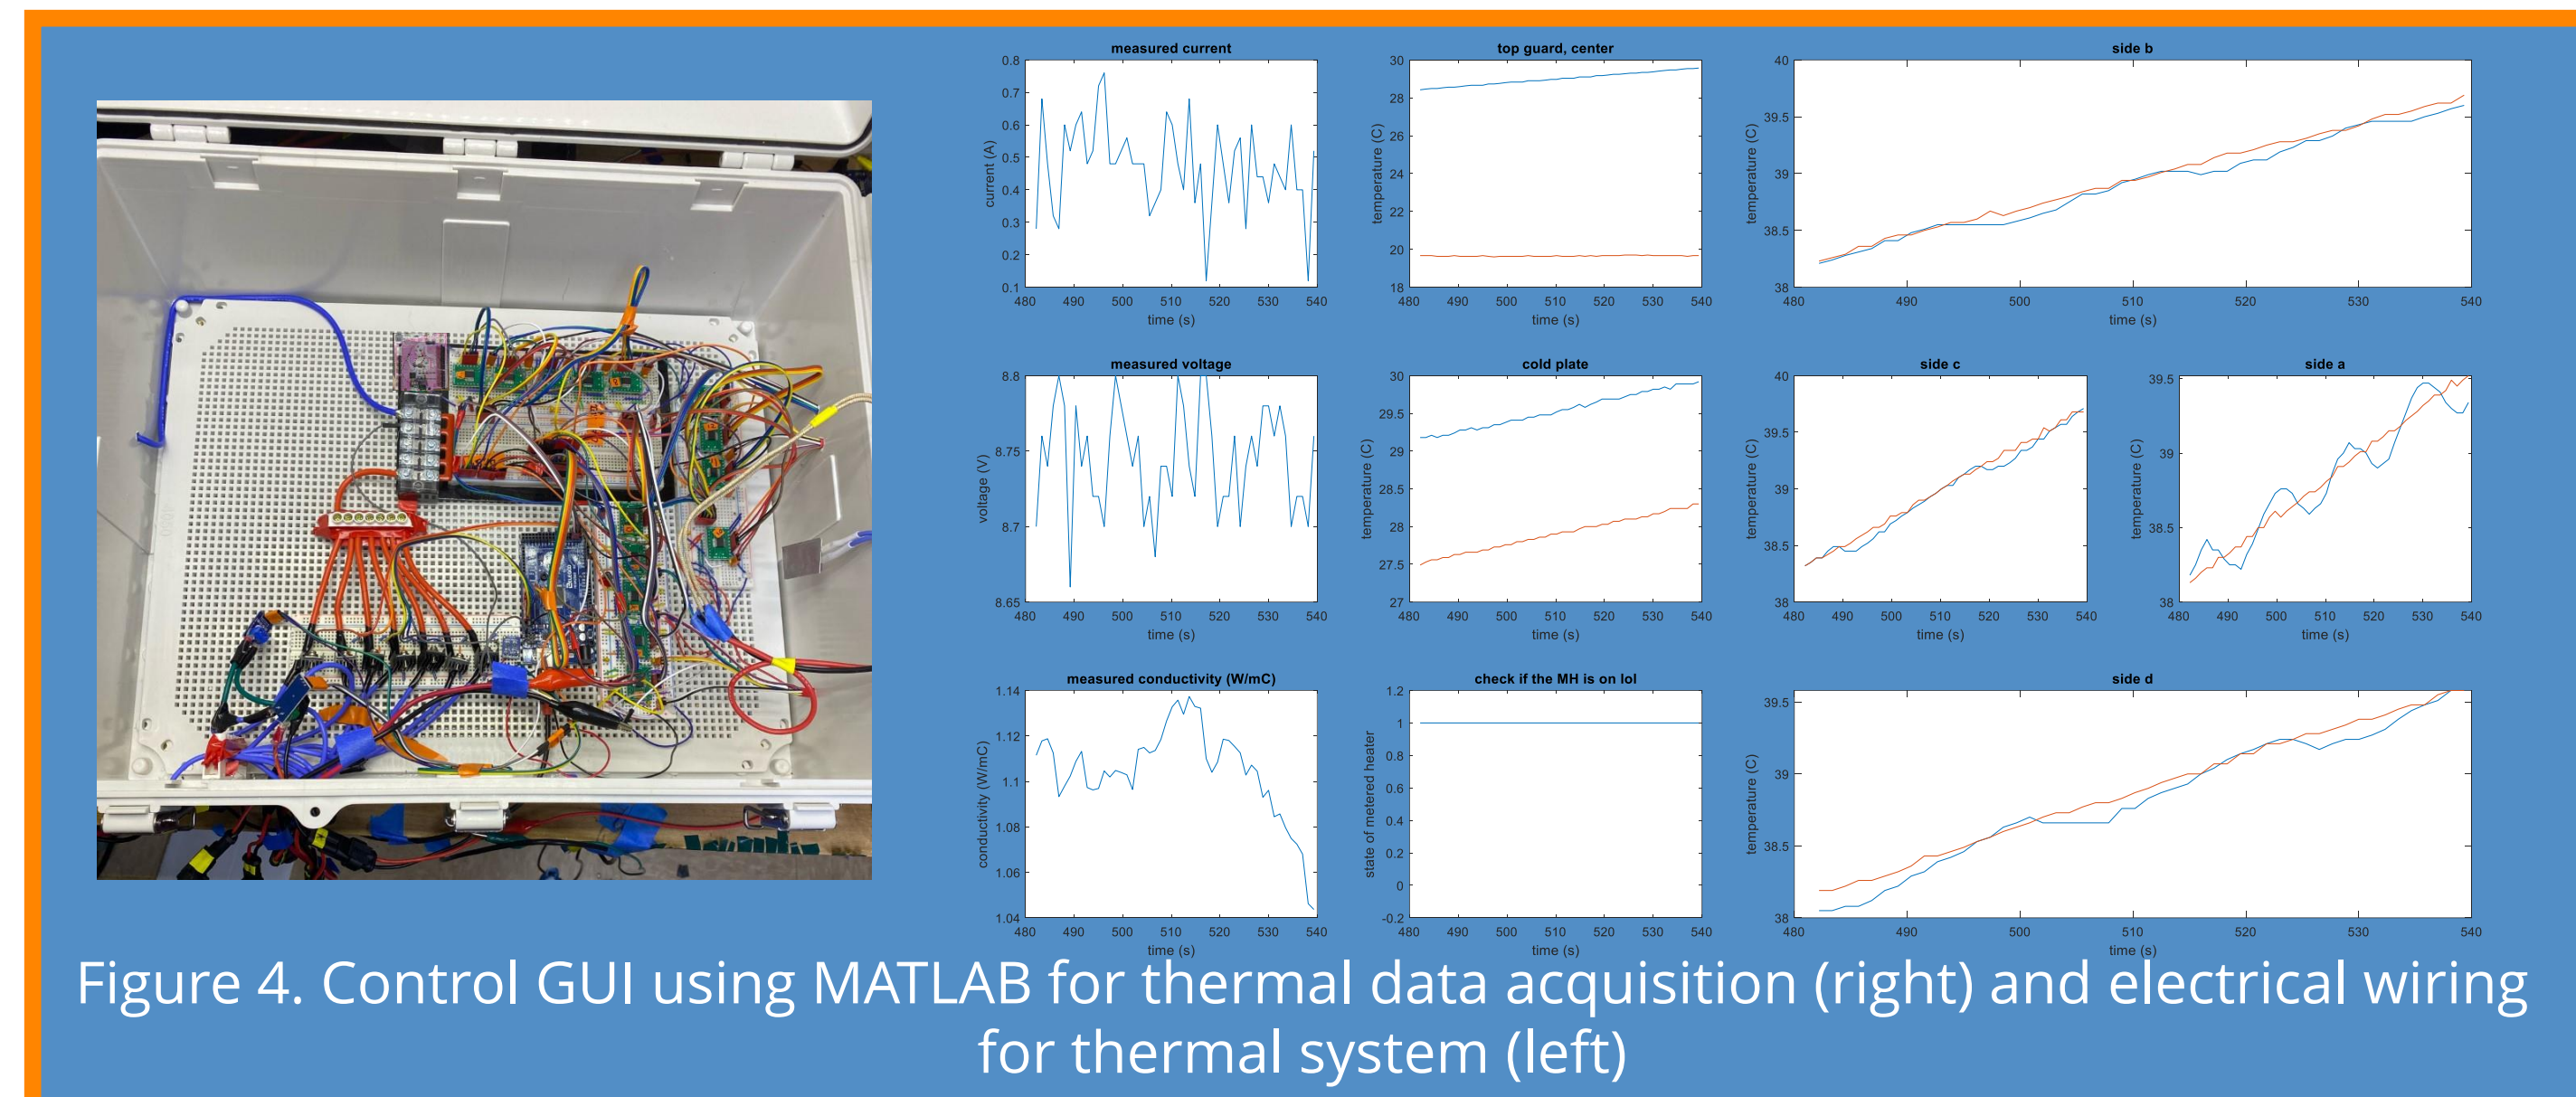 measured current
0.8
0.7
0.6
0.5
0.4
0.3
0.2
0.1
current (A)
480 490 500 510 520 530 540
time (s)
top guard, center
30
28
26
24
22
20
18
temperature (C)
480 490 500 510 520 530 540
time (s)
side b
40
39.5
39
38.5
38
temperature (C)
480 490 500 510 520 530 540
time (s)
measured voltage
8.8
8.75
8.7
8.65
voltage (V)
480 490 500 510 520 530 540
time (s)
cold plate
30
29.5
29
28.5
28
27.5
27
temperature (C)
480 490 500 510 520 530 540
time (s)
side c
40
39.5
39
38.5
38
temperature (C)
480 490 500 510 520 530 540
time (s)
side a
39.5
39
38.5
38
temperature (C)
480 490 500 510 520 530 540
time (s)
measured conductivity (W/mC)
1.14
1.12
1.1
1.08
1.06
1.04
conductivity (W/mC)
480 490 500 510 520 530 540
time (s)
check if the MH is on lol
1.2
1
0.8
0.6
0.4
0.2
0
-0.2
state of metered heater
480 490 500 510 520 530 540
time (s)
side d
39.5
39
38.5
38
temperature (C)
480 490 500 510 520 530 540
time (s)
Figure 4. Control GUI using MATLAB for thermal data acquisition (right) and electrical wiring
for thermal system (left)